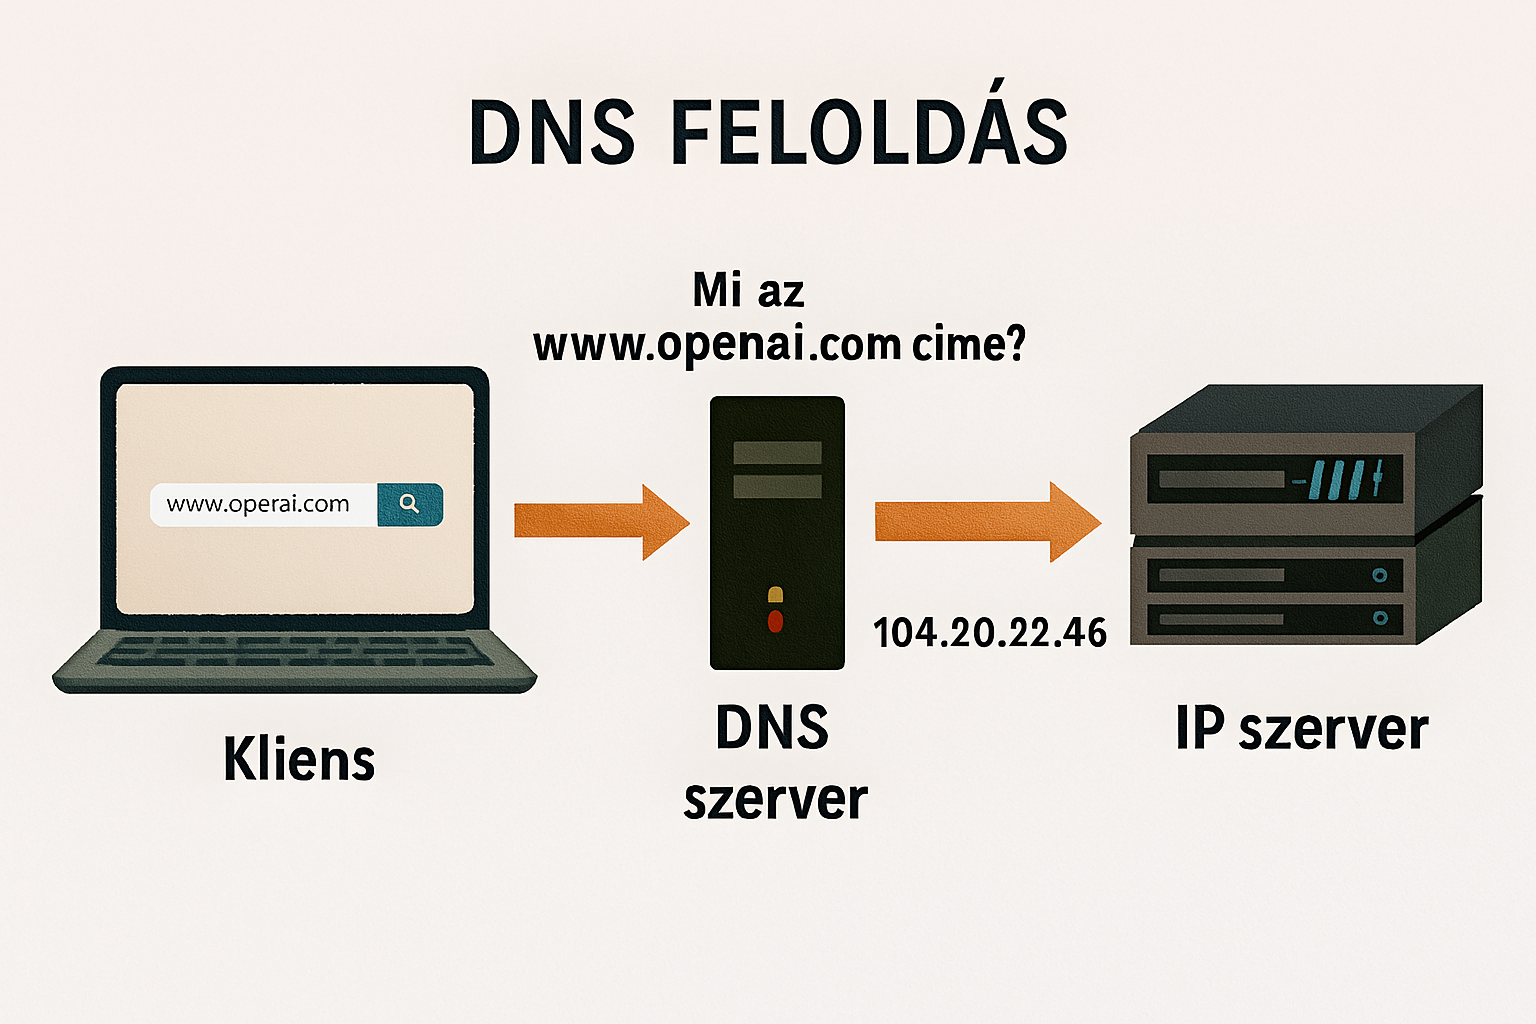 DNS FELOLDÁS
Mi az
www.openai.com cime?
www.operai.com
104.20.22.46
Kliens
DNS
szerver
IP szerver